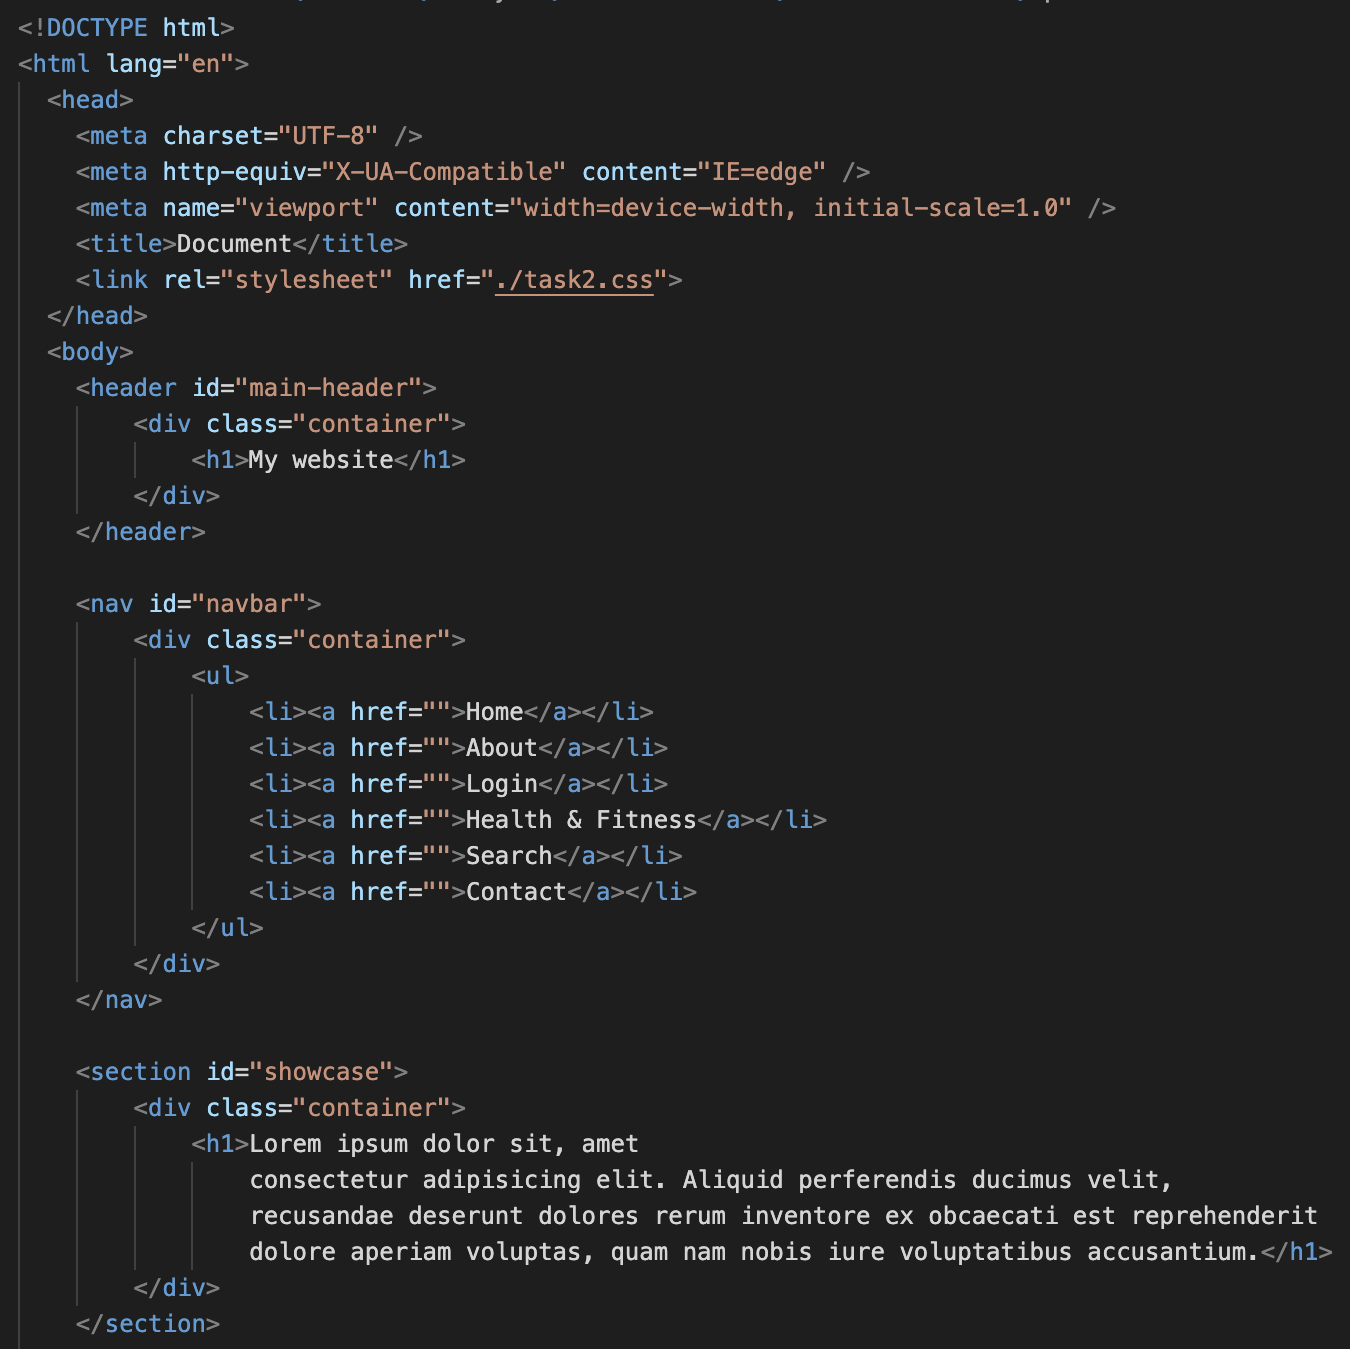 <!DOCTYPE html>
<html lang="en">
  <head>
    <meta charset="UTF-8" />
    <meta http-equiv="X-UA-Compatible" content="IE=edge" />
    <meta name="viewport" content="width=device-width, initial-scale=1.0" />
    <title>Document</title>
    <link rel="stylesheet" href="./task2.css">
  </head>
  <body>
    <header id="main-header">
        <div class="container">
            <h1>My website</h1>
        </div>
    </header>

    <nav id="navbar">
        <div class="container">
            <ul>
                <li><a href="">Home</a></li>
                <li><a href="">About</a></li>
                <li><a href="">Login</a></li>
                <li><a href="">Health & Fitness</a></li>
                <li><a href="">Search</a></li>
                <li><a href="">Contact</a></li>
            </ul>
        </div>
    </nav>

    <section id="showcase">
        <div class="container">
            <h1>Lorem ipsum dolor sit, amet
                consectetur adipisicing elit. Aliquid perferendis ducimus velit,
                recusandae deserunt dolores rerum inventore ex obcaecati est reprehenderit
                dolore aperiam voluptas, quam nam nobis iure voluptatibus accusantium.</h1>
        </div>
    </section>